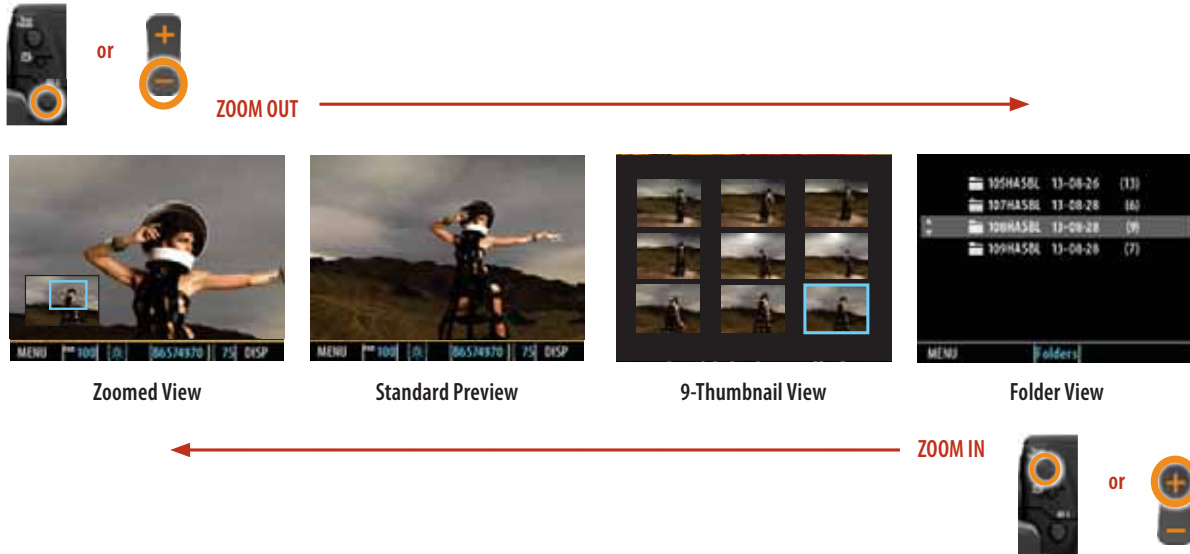 or
ZOOM OUT
105HASBL 13-08-26 (13)
107HASBL 13-08-28 (6)
108HASBL 13-08-28 (9)
109HASBL 13-08-28 (7)
MENU 100 86574970 75 DISP
MENU 100 86574970 75 DISP
MENU Folders
Zoomed View
Standard Preview
9-Thumbnail View
Folder View
ZOOM IN
or